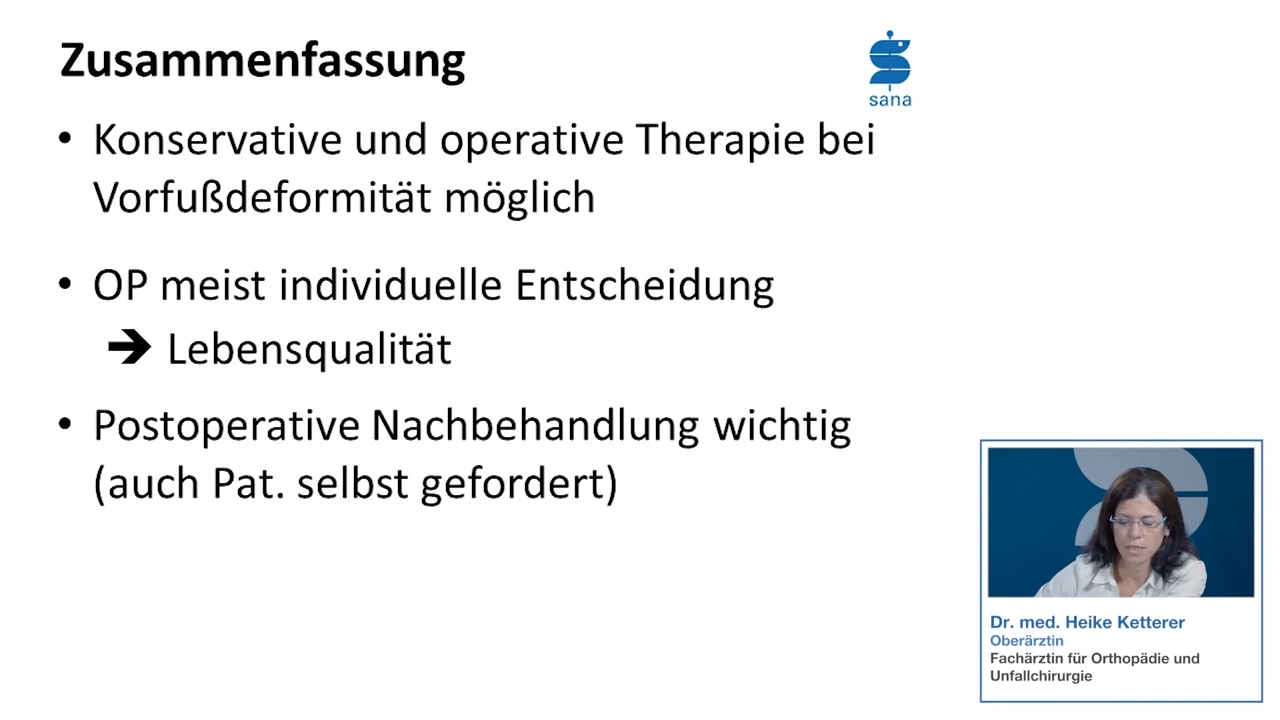 Zusammenfassung
sana
• Konservative und operative Therapie bei
Vorfußdeformität möglich
• OP meist individuelle Entscheidung
➔ Lebensqualität
• Postoperative Nachbehandlung wichtig
(auch Pat. selbst gefordert)
Dr. med. Heike Ketterer
Oberärztin
Fachärztin für Orthopädie und
Unfallchirurgie